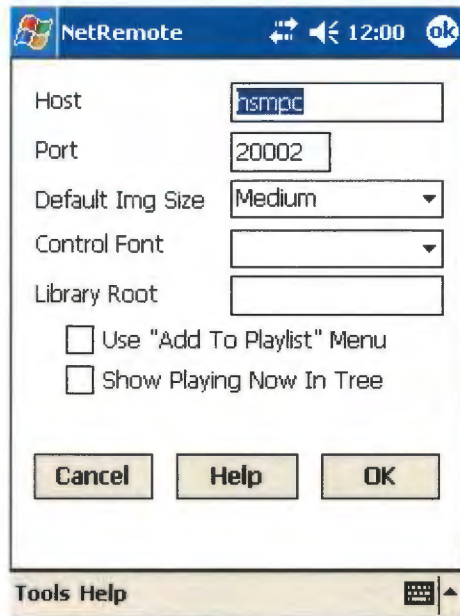 NetRemote 12:00 ok
Host hsmpc
Port 20002
Default Img Size Medium
Control Font
Library Root
Use "Add To Playlist" Menu
Show Playing Now In Tree
Cancel Help OK
Tools Help